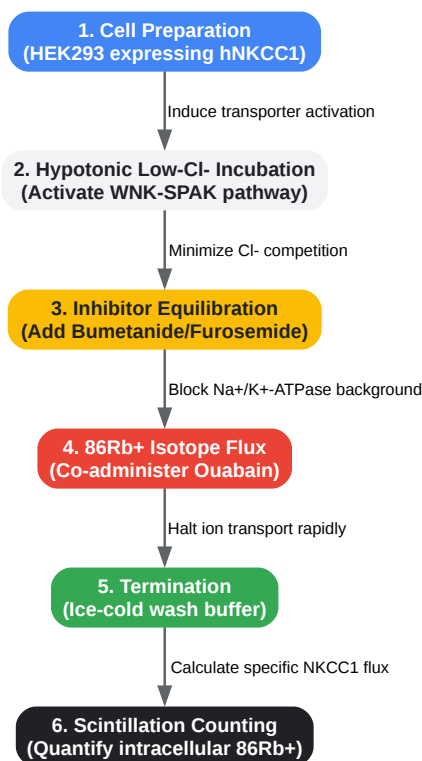 1. Cell Preparation
(HEK293 expressing hNKCC1)
Induce transporter activation
2. Hypotonic Low-Cl- Incubation
(Activate WNK-SPAK pathway)
Minimize Cl- competition
3. Inhibitor Equilibration
(Add Bumetanide/Furosemide)
Block Na+/K+-ATPase background
4. 86Rb+ Isotope Flux
(Co-administer Ouabain)
Halt ion transport rapidly
5. Termination
(Ice-cold wash buffer)
Calculate specific NKCC1 flux
6. Scintillation Counting
(Quantify intracellular 86Rb+)